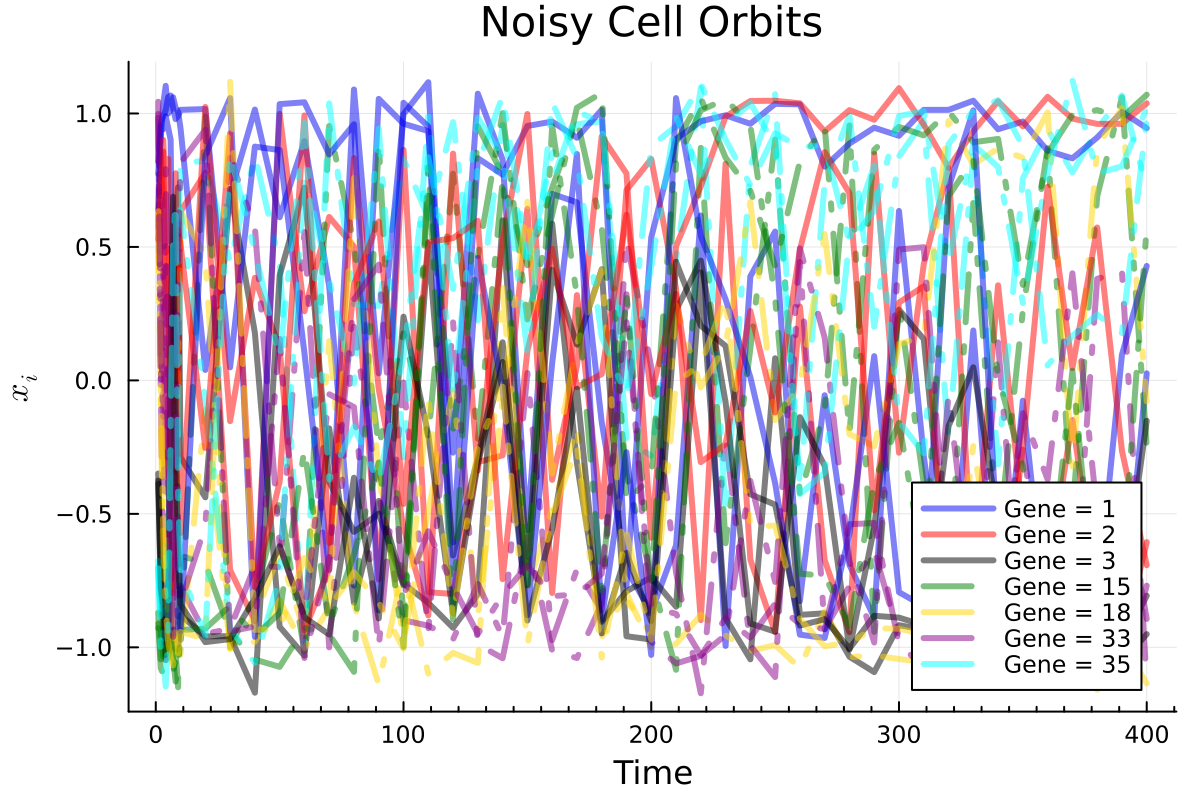 Noisy Cell Orbits
1.0
0.5
0.0
−0.5
−1.0
x_i
0 100 200 300 400
Time
Gene = 1
Gene = 2
Gene = 3
Gene = 15
Gene = 18
Gene = 33
Gene = 35